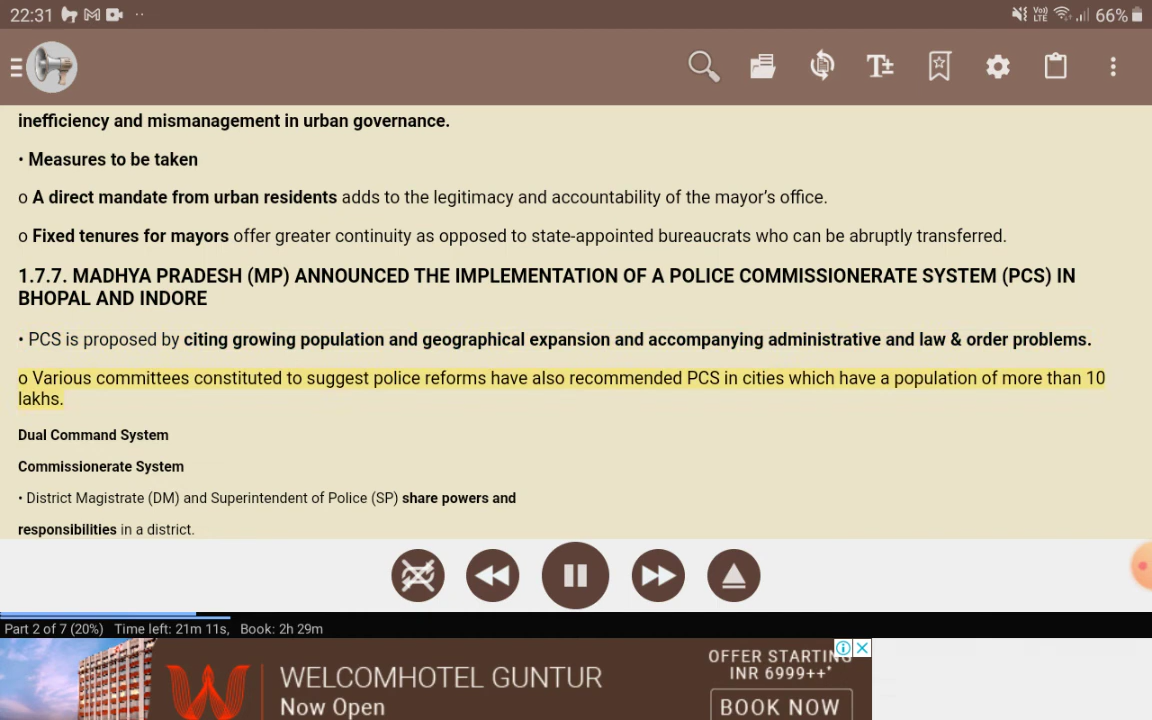 22:31
VoLTE 66%
inefficiency and mismanagement in urban governance.
• Measures to be taken
o A direct mandate from urban residents adds to the legitimacy and accountability of the mayor’s office.
o Fixed tenures for mayors offer greater continuity as opposed to state-appointed bureaucrats who can be abruptly transferred.
1.7.7. MADHYA PRADESH (MP) ANNOUNCED THE IMPLEMENTATION OF A POLICE COMMISSIONERATE SYSTEM (PCS) IN
BHOPAL AND INDORE
• PCS is proposed by citing growing population and geographical expansion and accompanying administrative and law & order problems.
o Various committees constituted to suggest police reforms have also recommended PCS in cities which have a population of more than 10
lakhs.
Dual Command System
Commissionerate System
• District Magistrate (DM) and Superintendent of Police (SP) share powers and
responsibilities in a district.
Part 2 of 7 (20%) Time left: 21m 11s, Book: 2h 29m
WELCOMHOTEL GUNTUR
Now Open
OFFER STARTING
INR 6999++*
BOOK NOW